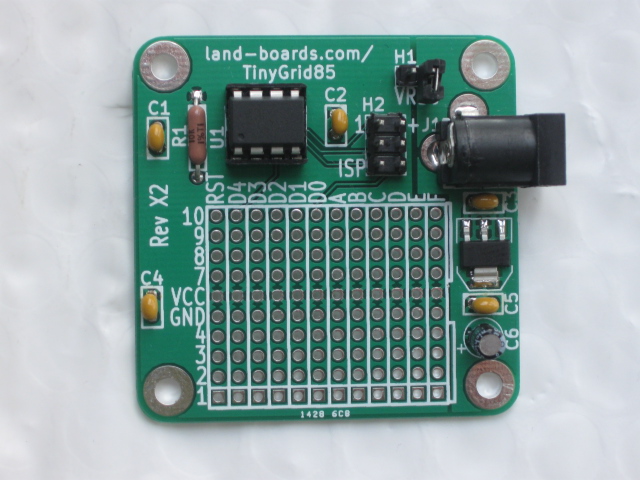 land-boards.com/
TinyGrid85
H1
VR
C1
R1
U1
C2
H2
1
+
J1
ISP
RST
D4
D3
D2
D1
D0
A
B
C
D
E
F
Rev X2
10
9
8
7
VCC
GND
4
3
2
1
C4
C5
C6
+
1428 6C8